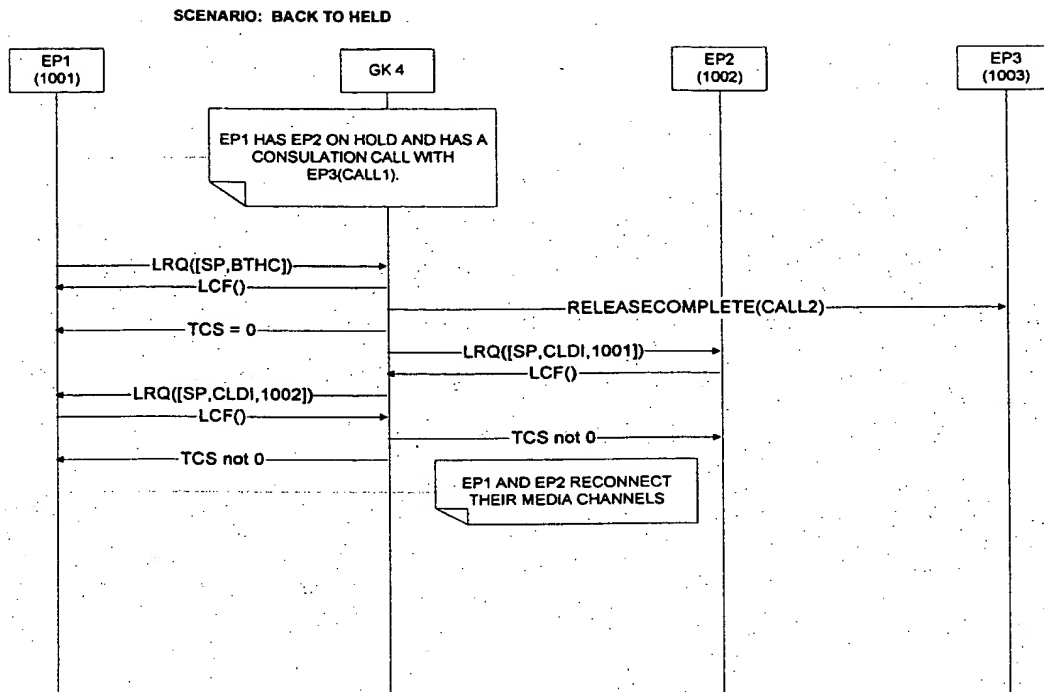 SCENARIO: BACK TO HELD
EP1
(1001)
GK 4
EP2
(1002)
EP3
(1003)
EP1 HAS EP2 ON HOLD AND HAS A
CONSULATION CALL WITH
EP3(CALL1).
LRQ([SP,BTHC])
LCF()
RELEASECOMPLETE(CALL2)
TCS = 0
LRQ([SP,CLDI,1001])
LCF()
LRQ([SP,CLDI,1002])
LCF()
TCS not 0
TCS not 0
EP1 AND EP2 RECONNECT
THEIR MEDIA CHANNELS